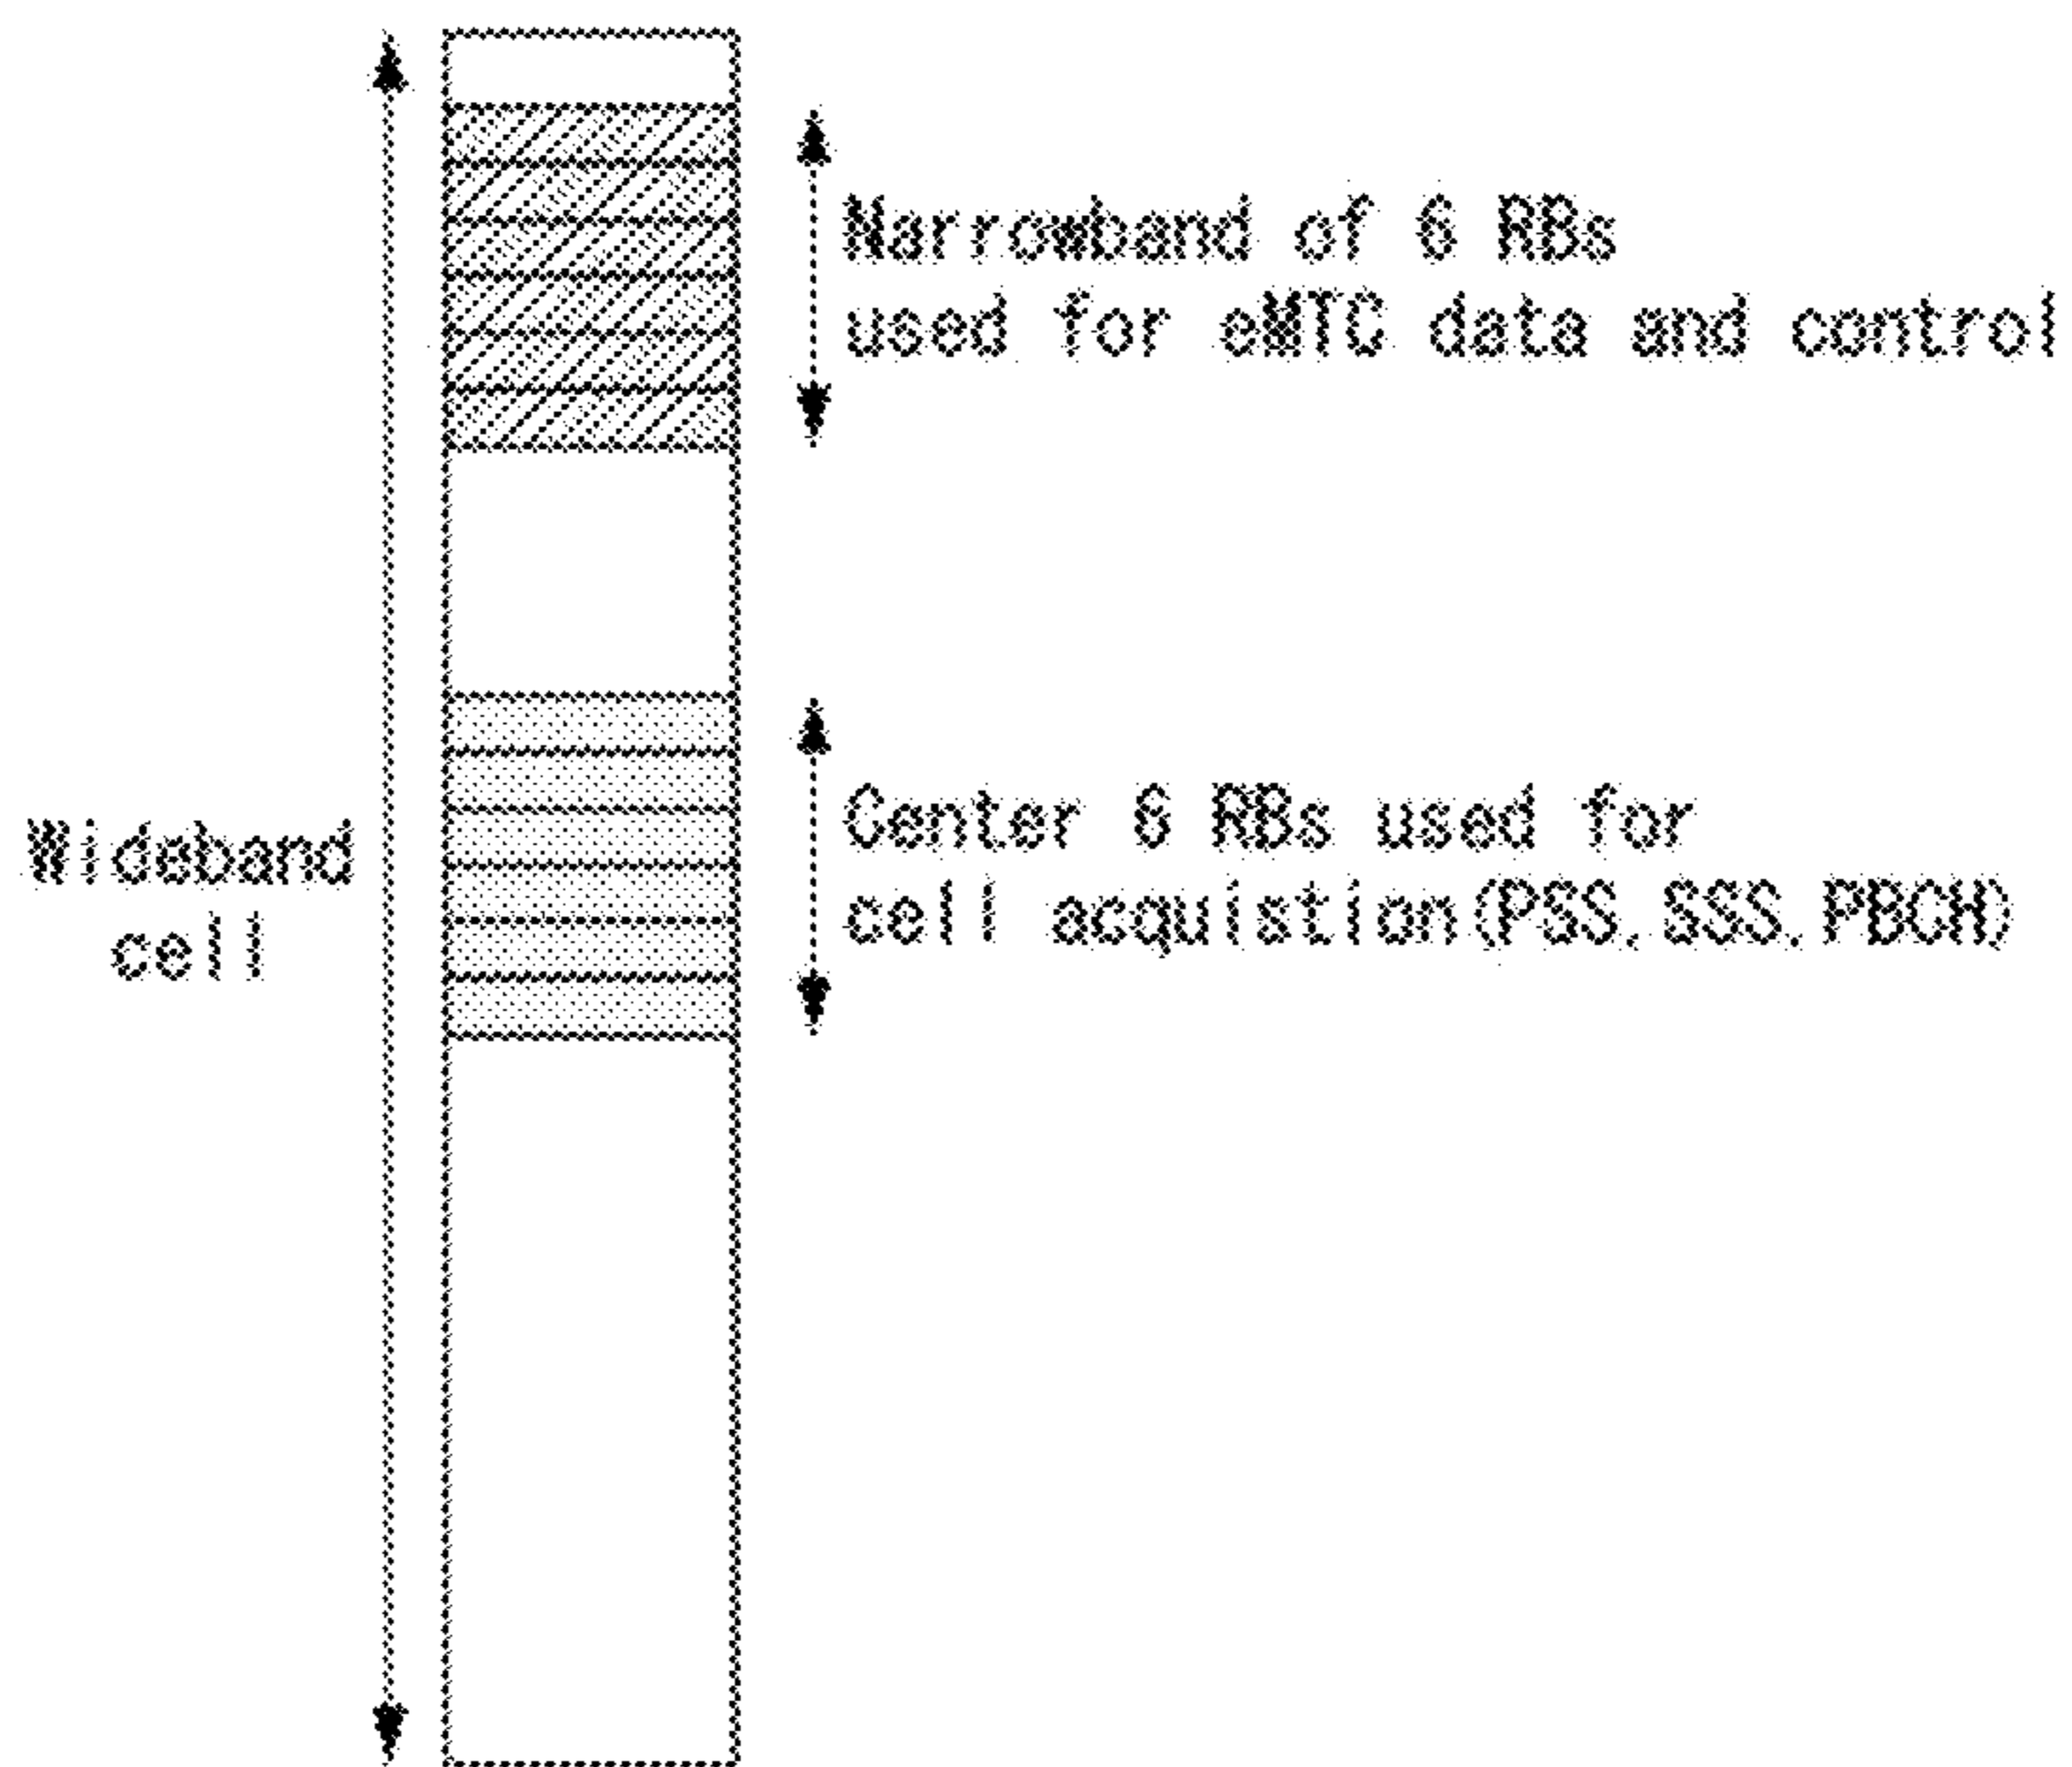 Narrowband of 6 RBs
used for eMTC data and control
Center 6 RBs used for
cell acquistion(PSS,SSS,PBCH)
Wideband
cell